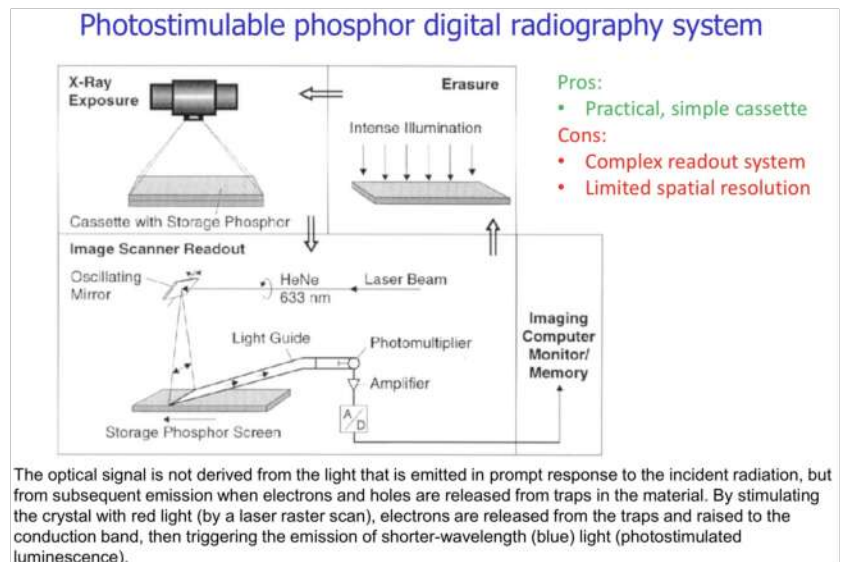 Photostimulable phosphor digital radiography system
X-Ray
Exposure
Erasure
Intense Illumination
Cassette with Storage Phosphor
Pros:
• Practical, simple cassette
Cons:
• Complex readout system
• Limited spatial resolution
Image Scanner Readout
Oscillating
Mirror
HeNe
633 nm
Laser Beam
Light Guide
Photomultiplier
Amplifier
A/D
Storage Phosphor Screen
Imaging
Computer
Monitor/
Memory
The optical signal is not derived from the light that is emitted in prompt response to the incident radiation, but
from subsequent emission when electrons and holes are released from traps in the material. By stimulating
the crystal with red light (by a laser raster scan), electrons are released from the traps and raised to the
conduction band, then triggering the emission of shorter-wavelength (blue) light (photostimulated
luminescence).